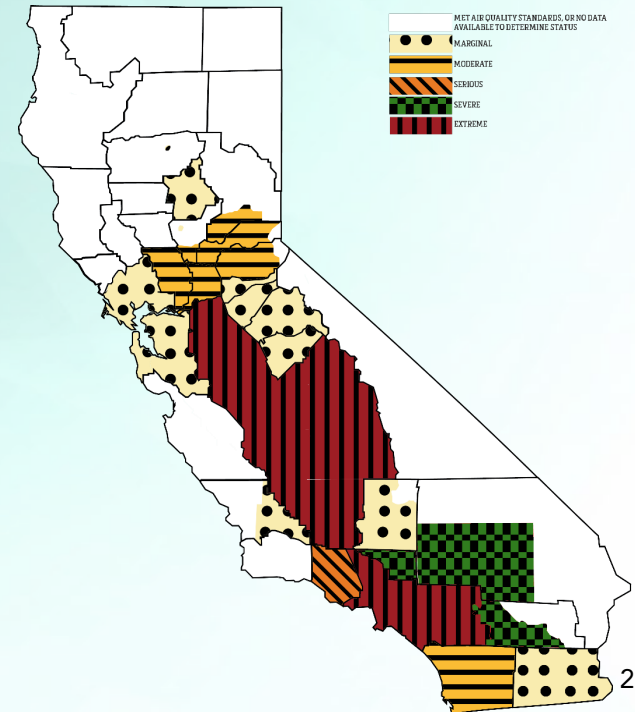 MET AIR QUALITY STANDARDS, OR NO DATA
AVAILABLE TO DETERMINE STATUS
MARGINAL
MODERATE
SERIOUS
SEVERE
EXTREME
2